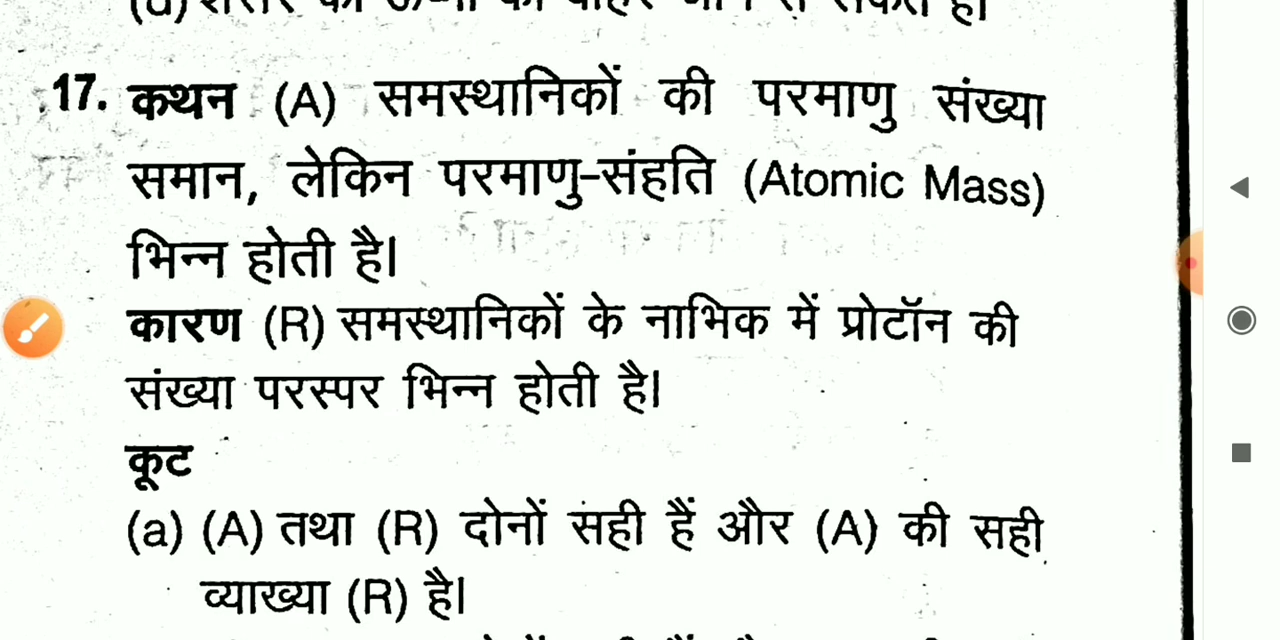 17. कथन (A) समस्थानिकों की परमाणु संख्या
समान, लेकिन परमाणु-संहति (Atomic Mass)
भिन्न होती है।
कारण (R) समस्थानिकों के नाभिक में प्रोटॉन की
संख्या परस्पर भिन्न होती है।
कूट
(a) (A) तथा (R) दोनों सही हैं और (A) की सही
व्याख्या (R) है।